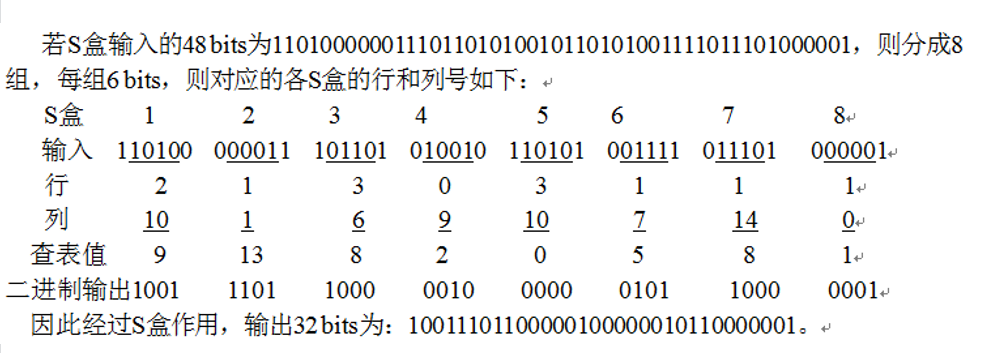 若S盒输入的48bits为110100000011101101010010110101001111011101000001，则分成8
组，每组6 bits，则对应的各S盒的行和列号如下：
S盒 1 2 3 4 5 6 7 8
输入 110100 000011 101101 010010 110101 001111 011101 000001
行 2 1 3 0 3 1 1 1
列 10 1 6 9 10 7 14 0
查表值 9 13 8 2 0 5 8 1
二进制输出1001 1101 1000 0010 0000 0101 1000 0001
因此经过S盒作用，输出32bits为：10011101100000100000010110000001。